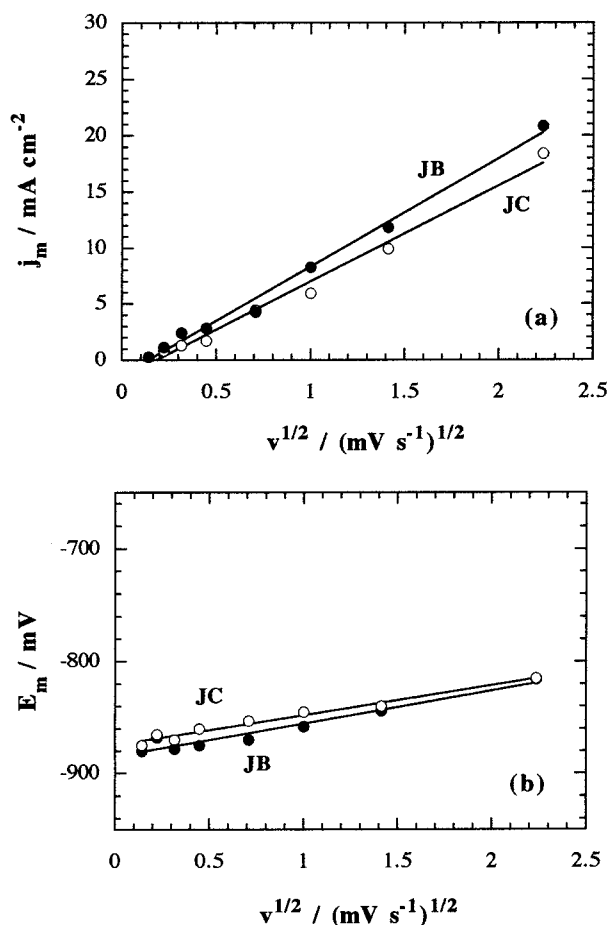 30
25
20
15
10
5
0
j_m / mA cm^-2
JB
JC
(a)
0 0.5 1 1.5 2 2.5
v^1/2 / (mV s^-1)^1/2
-700
-800
-900
E_m / mV
JC
JB
(b)
0 0.5 1 1.5 2 2.5
v^1/2 / (mV s^-1)^1/2